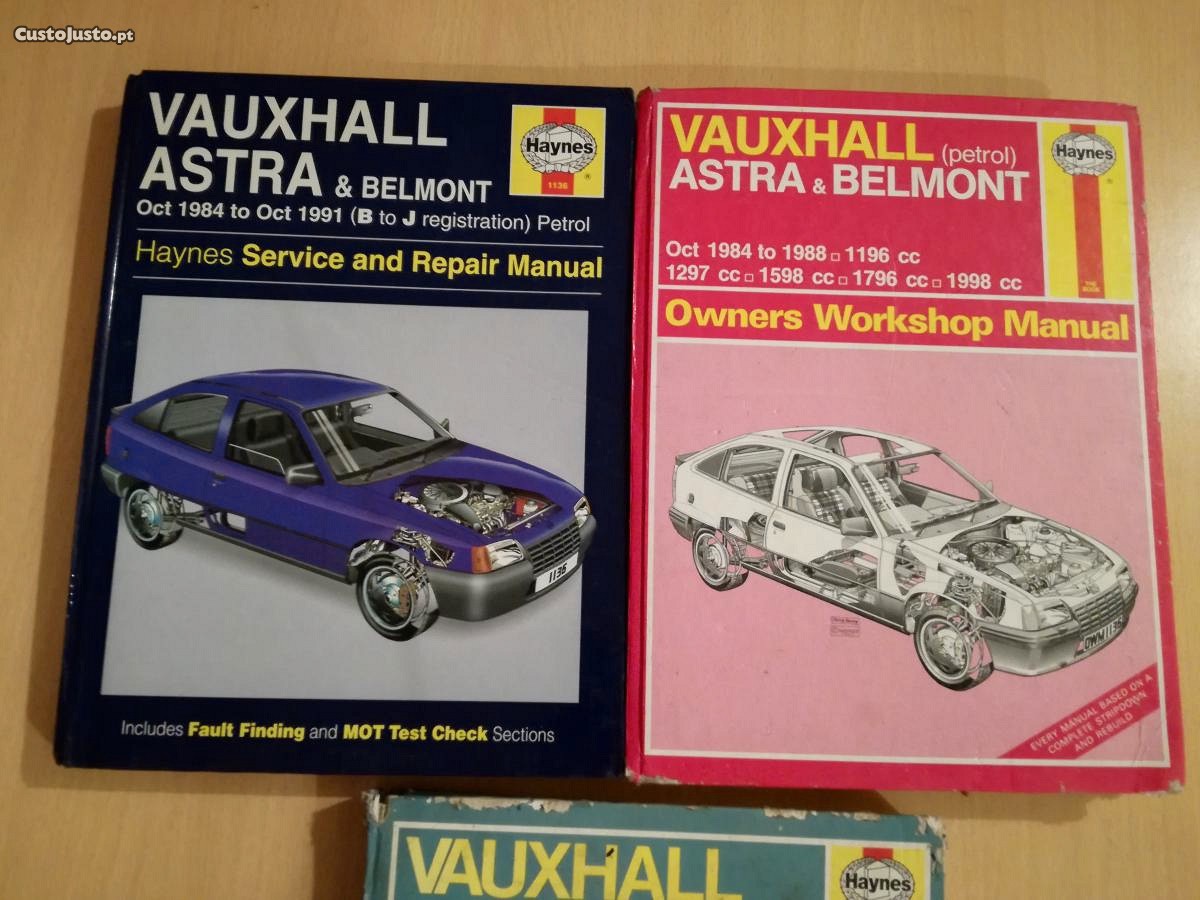 CustoJusto.pt
VAUXHALL
ASTRA & BELMONT
Oct 1984 to Oct 1991 (B to J registration) Petrol
Haynes Service and Repair Manual
Haynes
®
1136
1136
Includes Fault Finding and MOT Test Check Sections
VAUXHALL (petrol)
ASTRA & BELMONT
Haynes
®
THE
BOOK
Oct 1984 to 1988 □ 1196 cc
1297 cc □ 1598 cc □ 1796 cc □ 1998 cc
Owners Workshop Manual
OWM1136
EVERY MANUAL BASED ON A
COMPLETE STRIPDOWN
AND REBUILD
VAUXHALL
Haynes